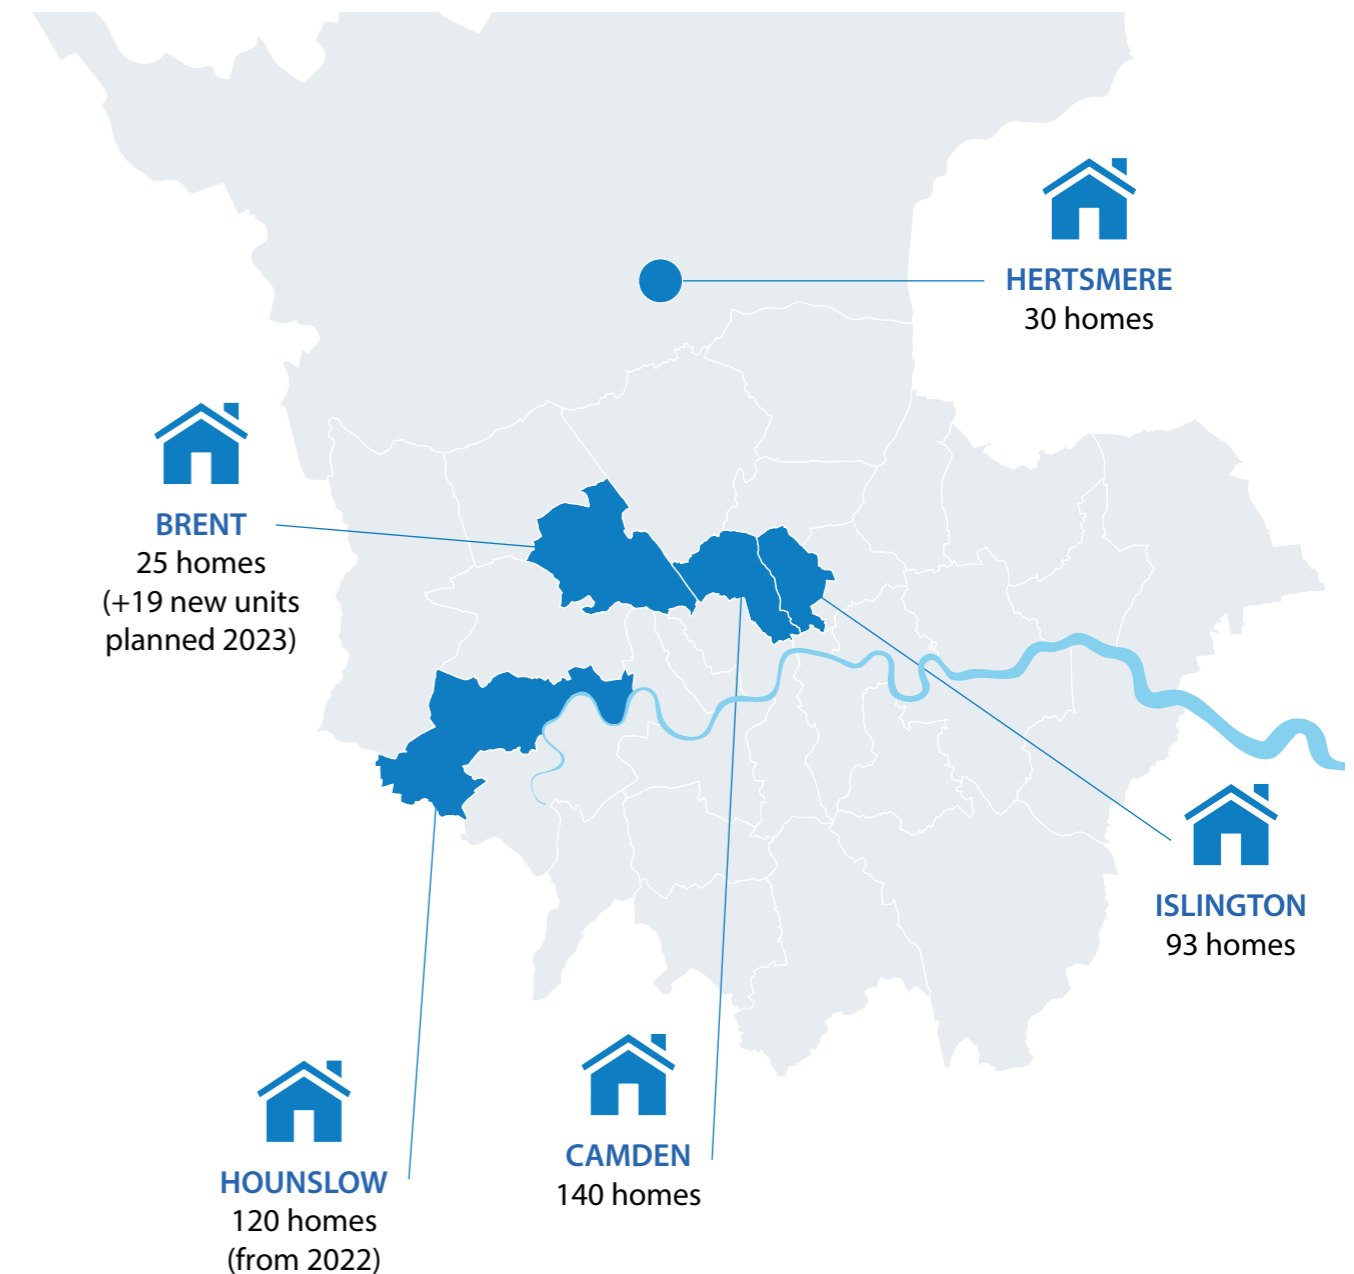 HERTSMERE
30 homes
BRENT
25 homes
(+19 new units
planned 2023)
ISLINGTON
93 homes
CAMDEN
140 homes
HOUNSLOW
120 homes
(from 2022)